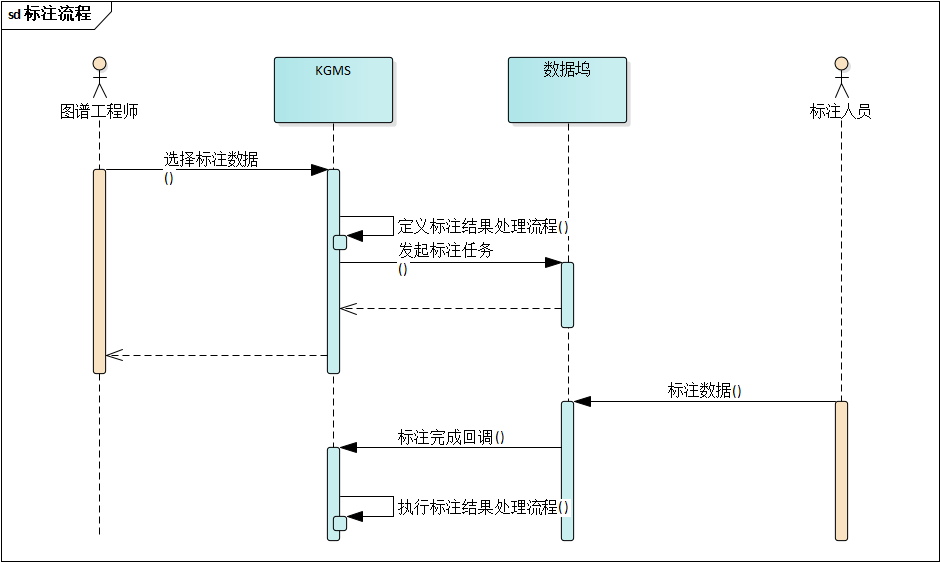 sd 标注流程
KGMS
数据坞
图谱工程师
标注人员
选择标注数据
()
定义标注结果处理流程()
发起标注任务
()
标注数据()
标注完成回调()
执行标注结果处理流程()